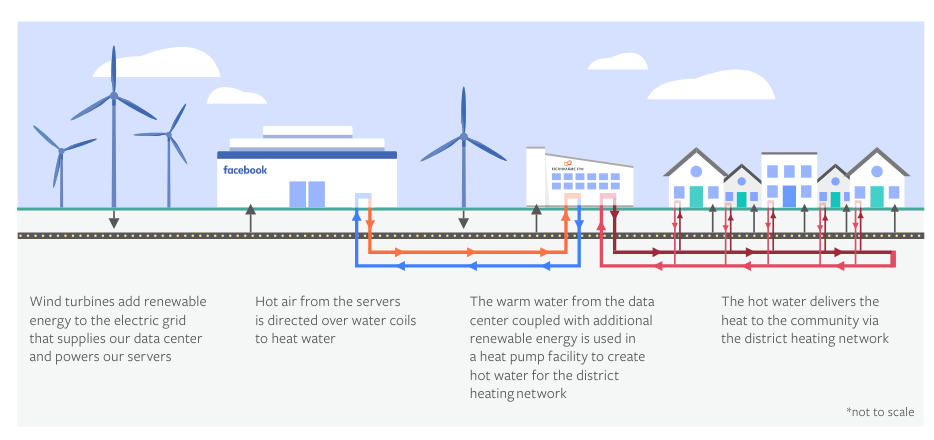 facebook
FJERNVARME FYN
Wind turbines add renewable
energy to the electric grid
that supplies our data center
and powers our servers
Hot air from the servers
is directed over water coils
to heat water
The warm water from the data
center coupled with additional
renewable energy is used in
a heat pump facility to create
hot water for the district
heating network
The hot water delivers the
heat to the community via
the district heating network
*not to scale